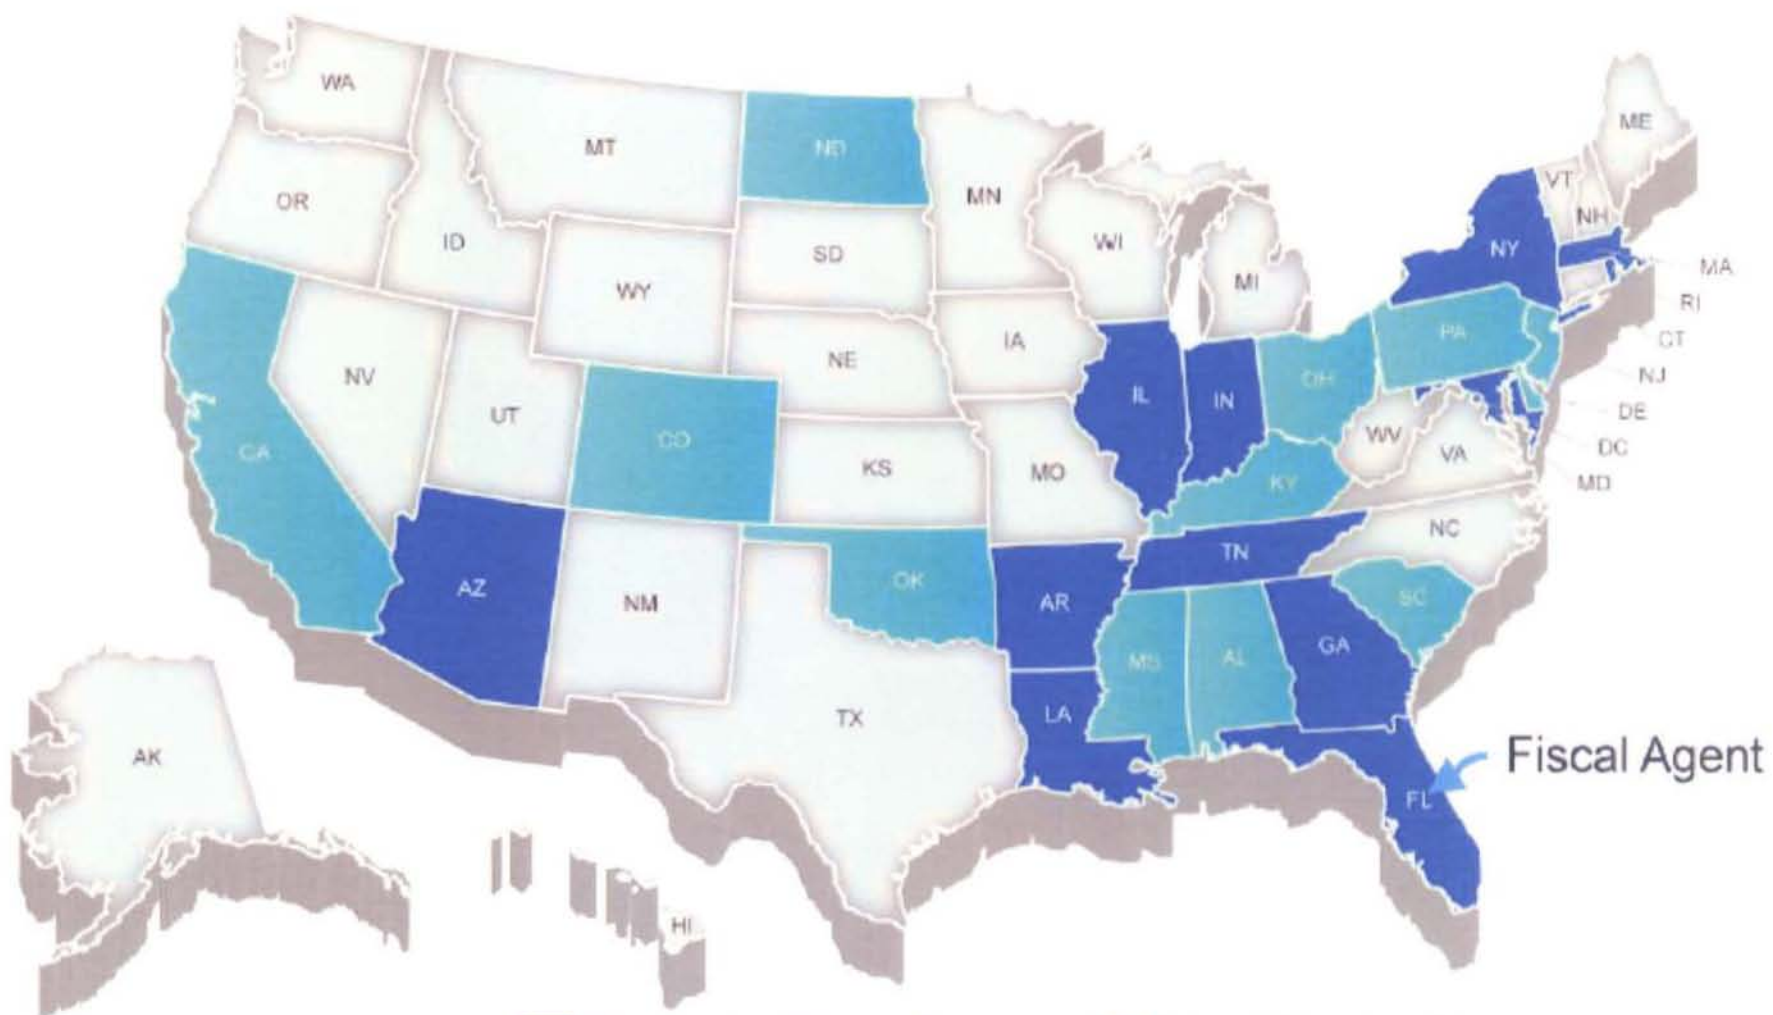 WA
MT
ND
MN
ME
OR
ID
SD
WI
MI
VT
NH
NY
MA
WY
RI
IA
NE
PA
CT
NV
UT
CO
IL
IN
OH
NJ
DE
CA
KS
MO
WV
VA
DC
KY
MD
AZ
NM
OK
AR
TN
NC
SC
MS
AL
GA
TX
LA
AK
FL
Fiscal Agent
HI